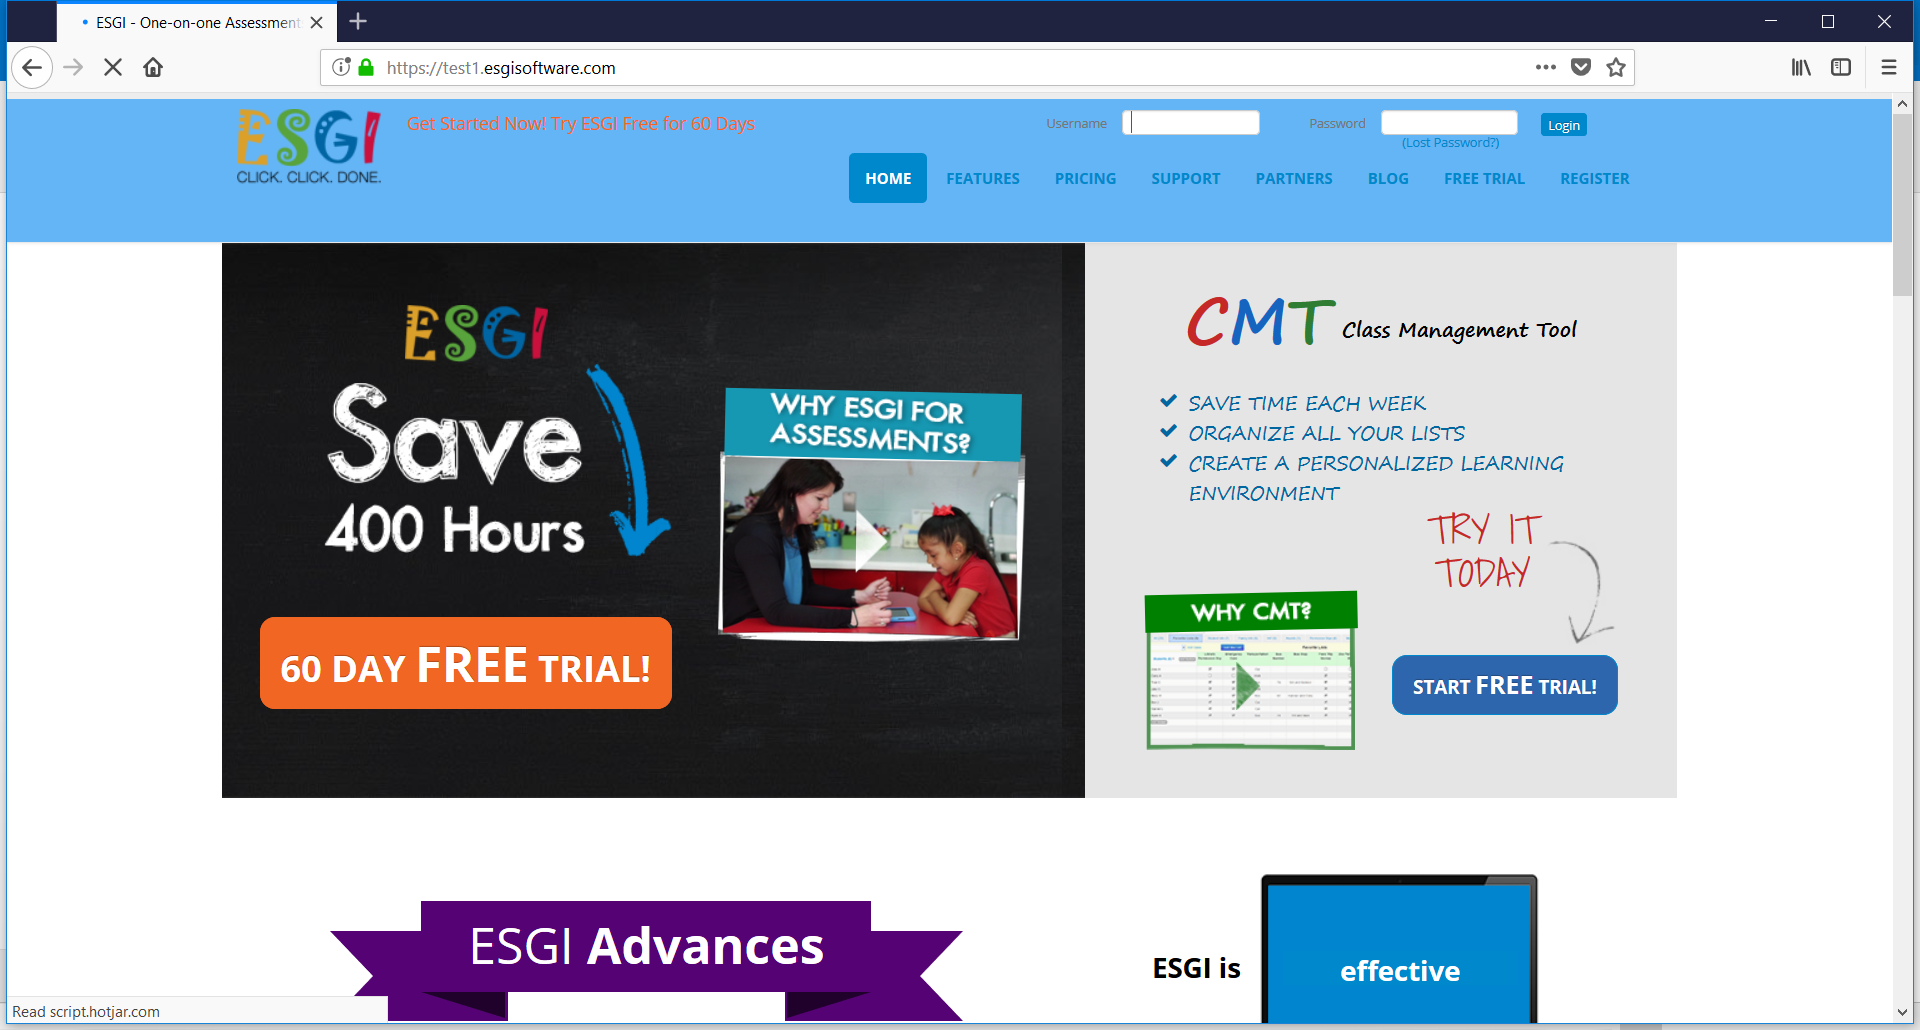 ESGI - One-on-one Assessment
https://test1.esgisoftware.com
ESGI
CLICK. CLICK. DONE.
Get Started Now! Try ESGI Free for 60 Days
Username
Password
Login
(Lost Password?)
HOME FEATURES PRICING SUPPORT PARTNERS BLOG FREE TRIAL REGISTER
ESGI
Save
400 Hours
60 DAY FREE TRIAL!
WHY ESGI FOR
ASSESSMENTS?
CMT Class Management Tool
SAVE TIME EACH WEEK
ORGANIZE ALL YOUR LISTS
CREATE A PERSONALIZED LEARNING
ENVIRONMENT
TRY IT
TODAY
WHY CMT?
START FREE TRIAL!
ESGI Advances
ESGI is
effective
Read script.hotjar.com